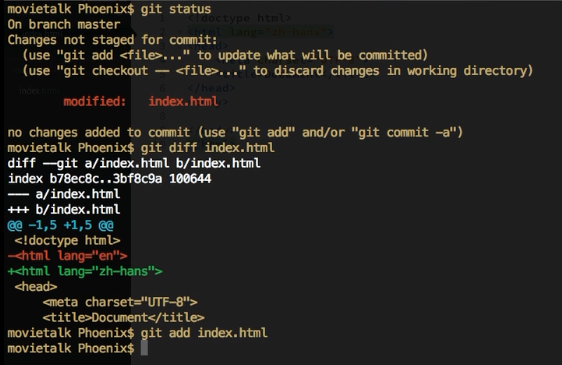 movietalk Phoenix$ git status
On branch master
Changes not staged for commit:
  (use "git add <file>..." to update what will be committed)
  (use "git checkout -- <file>..." to discard changes in working directory)

        modified:   index.html

no changes added to commit (use "git add" and/or "git commit -a")
movietalk Phoenix$ git diff index.html
diff --git a/index.html b/index.html
index b78ec8c..3bf8c9a 100644
--- a/index.html
+++ b/index.html
@@ -1,5 +1,5 @@
 <!doctype html>
-<html lang="en">
+<html lang="zh-hans">
 <head>
     <meta charset="UTF-8">
     <title>Document</title>
movietalk Phoenix$ git add index.html
movietalk Phoenix$